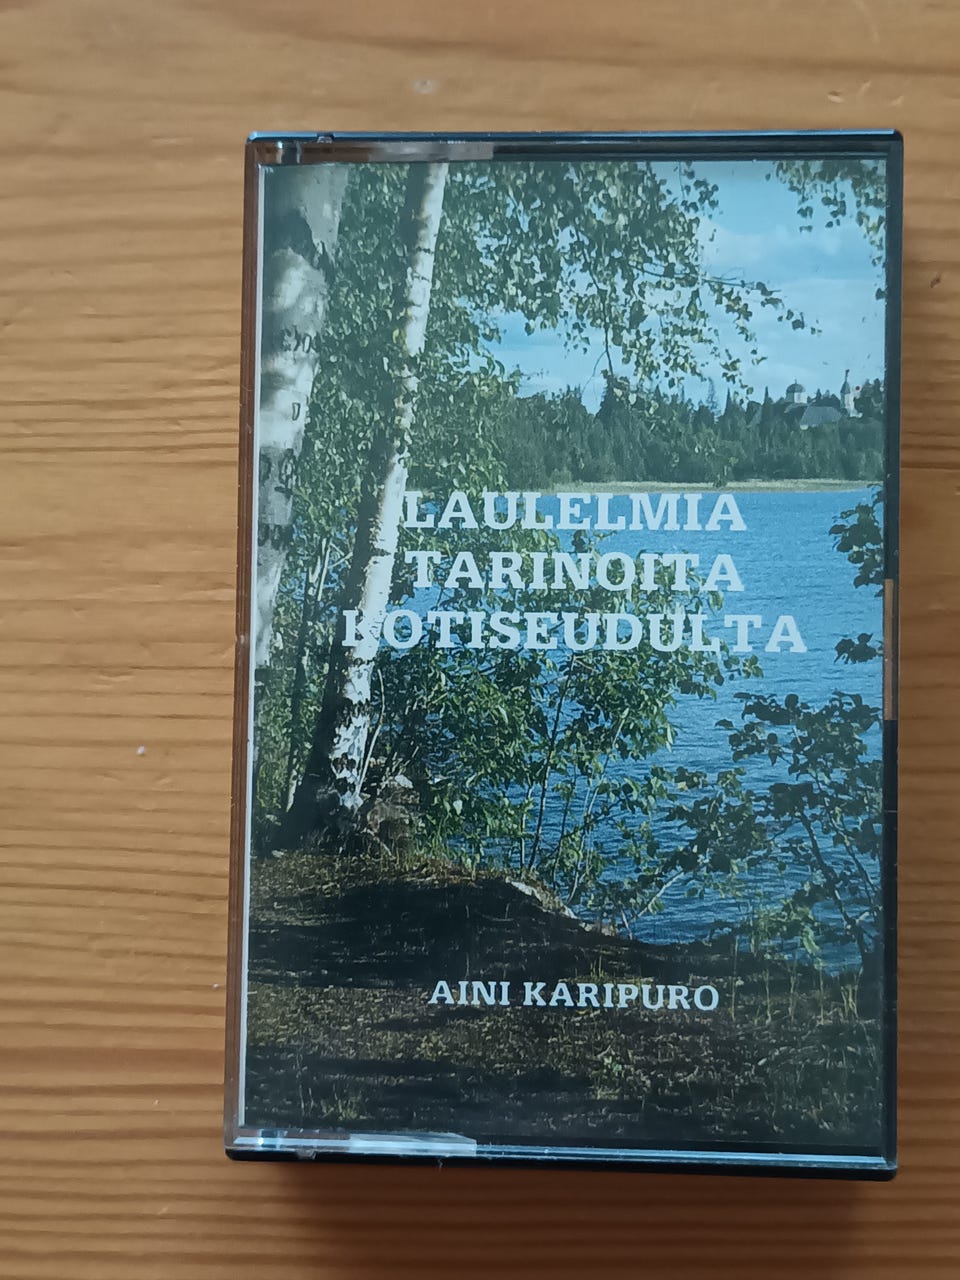 LAULELMIA
TARINOITA
KOTISEUDULTA
AINI KARIPURO